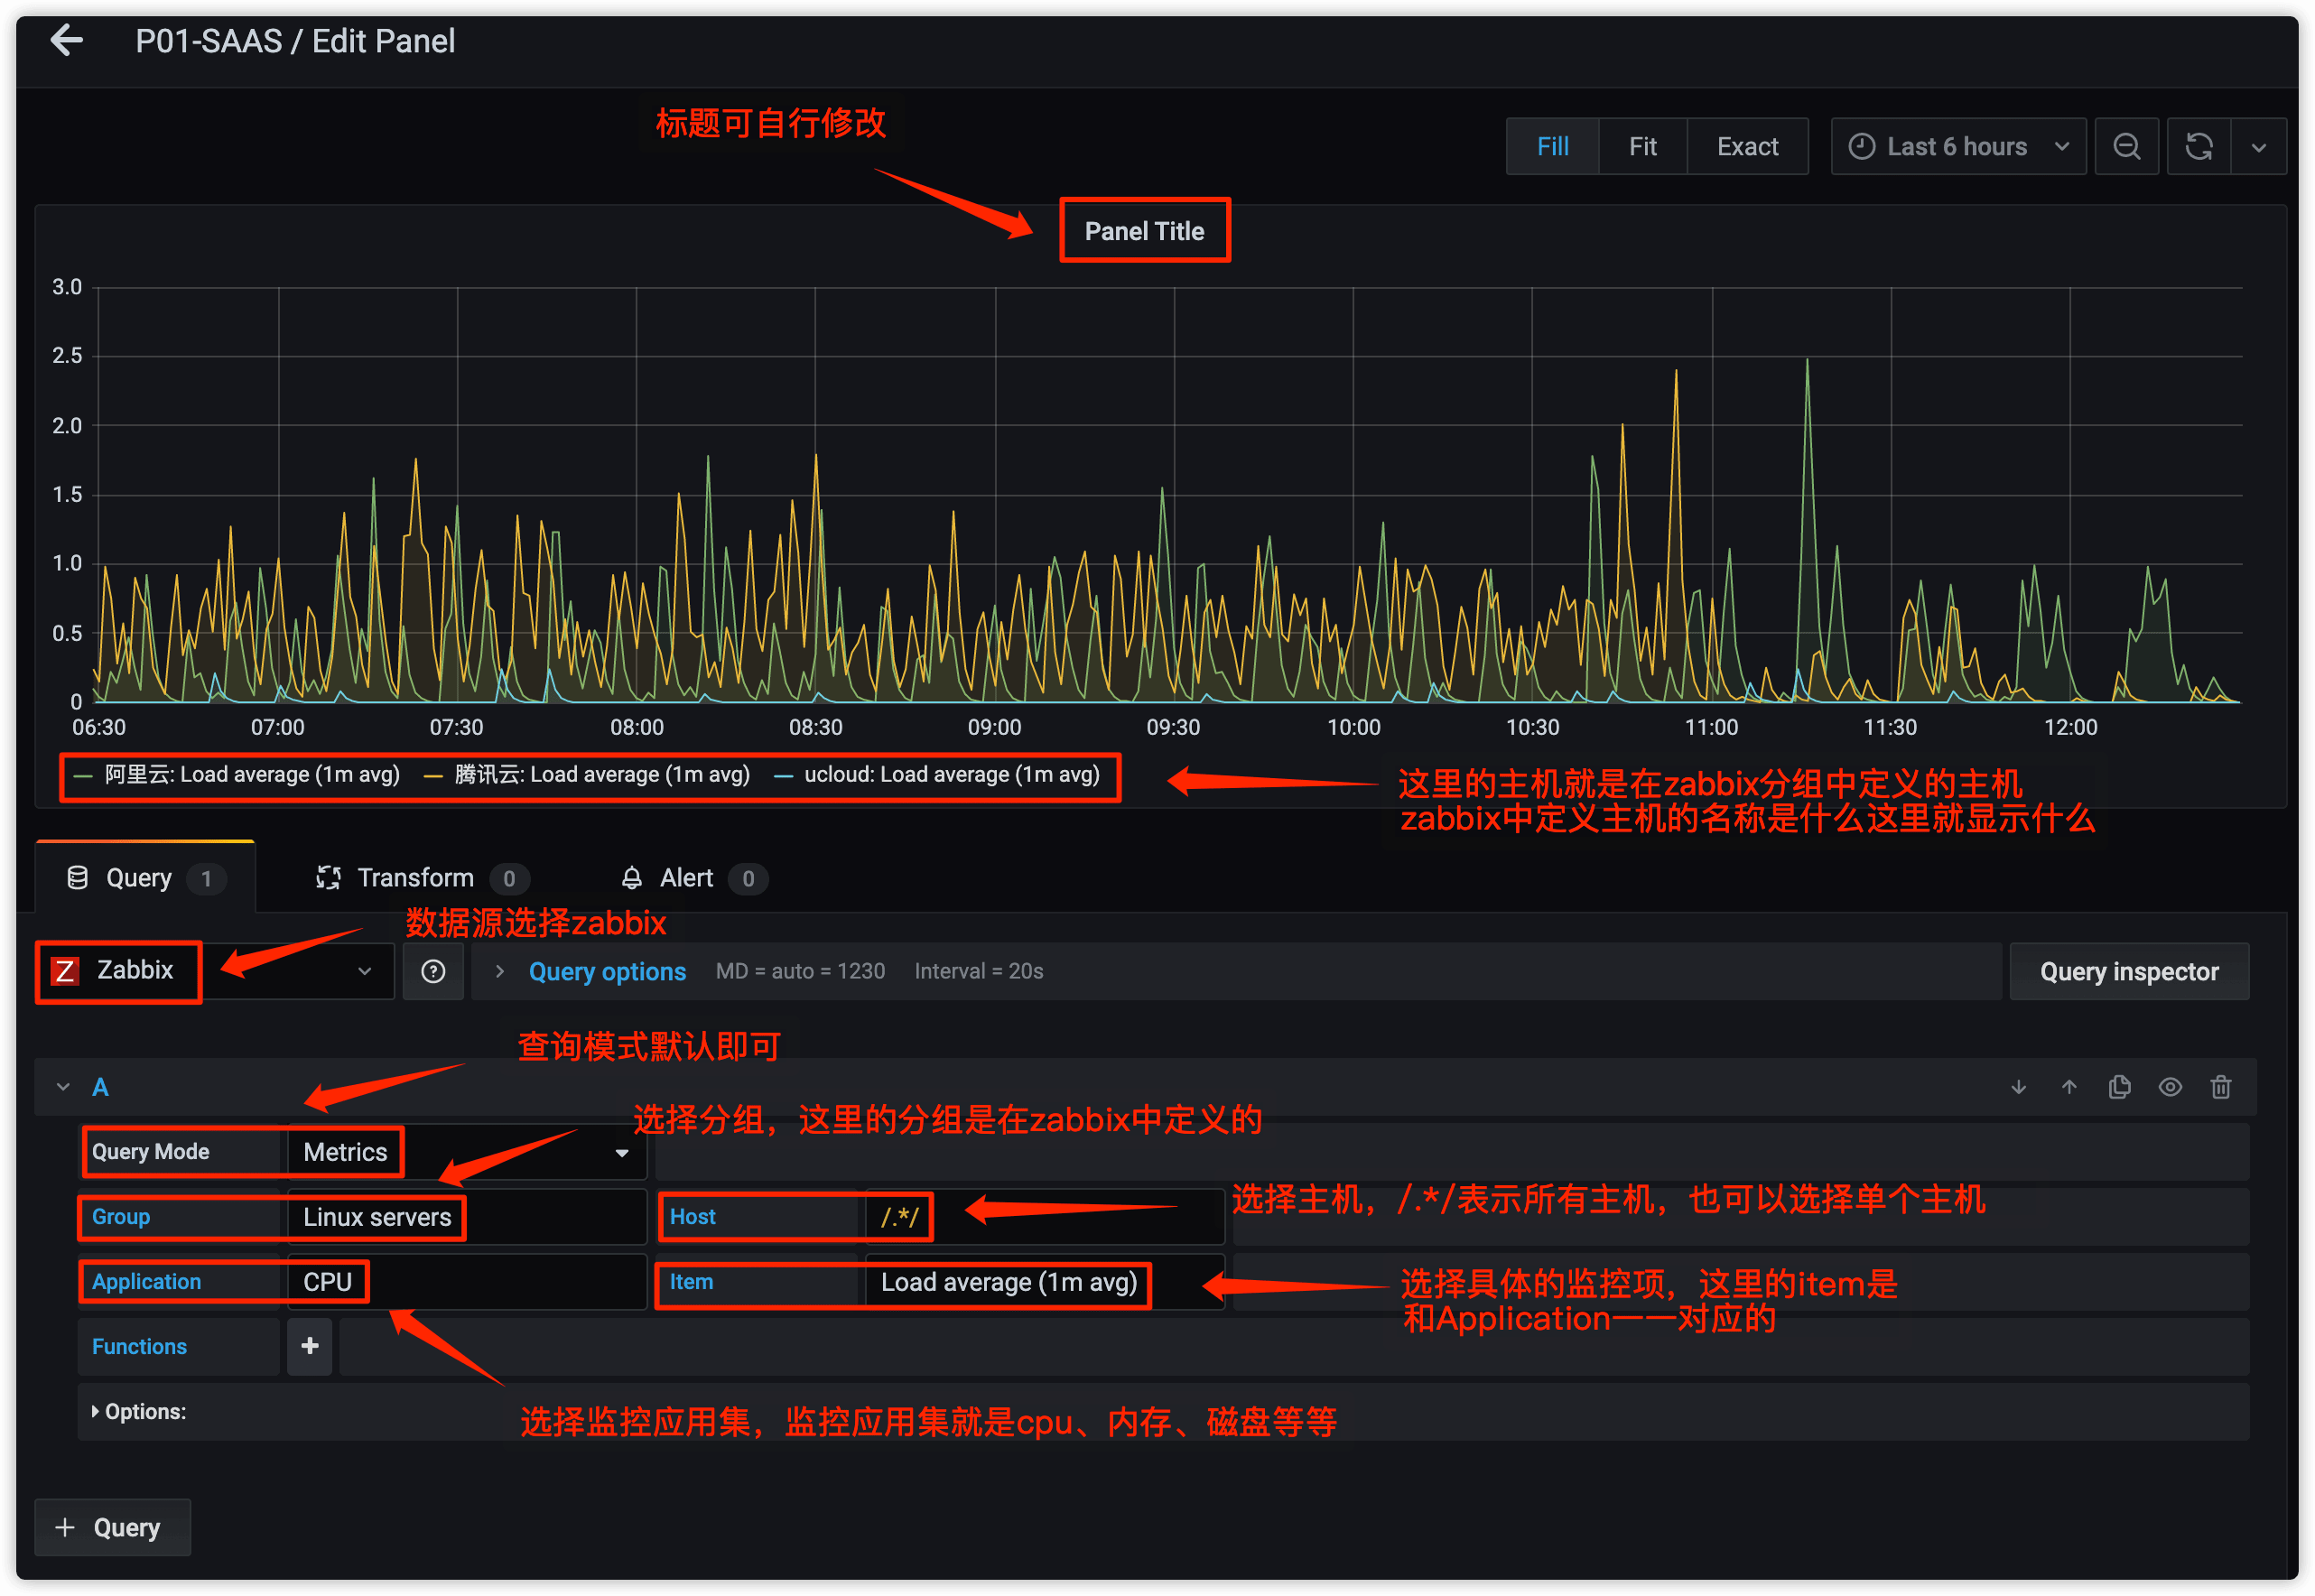 P01-SAAS / Edit Panel
标题可自行修改
Fill Fit Exact Last 6 hours
Panel Title
3.0
2.5
2.0
1.5
1.0
0.5
0
06:30 07:00 07:30 08:00 08:30 09:00 09:30 10:00 10:30 11:00 11:30 12:00
阿里云: Load average (1m avg) 腾讯云: Load average (1m avg) ucloud: Load average (1m avg)
这里的主机就是在zabbix分组中定义的主机
zabbix中定义主机的名称是什么这里就显示什么
Query 1 Transform 0 Alert 0
数据源选择zabbix
Z Zabbix Query options MD = auto = 1230 Interval = 20s Query inspector
查询模式默认即可
A
选择分组，这里的分组是在zabbix中定义的
Query Mode Metrics
选择主机，/.*/表示所有主机，也可以选择单个主机
Group Linux servers Host /.*/
Application CPU Item Load average (1m avg)
选择具体的监控项，这里的item是
和Application一一对应的
Functions +
Options:
选择监控应用集，监控应用集就是cpu、内存、磁盘等等
+ Query